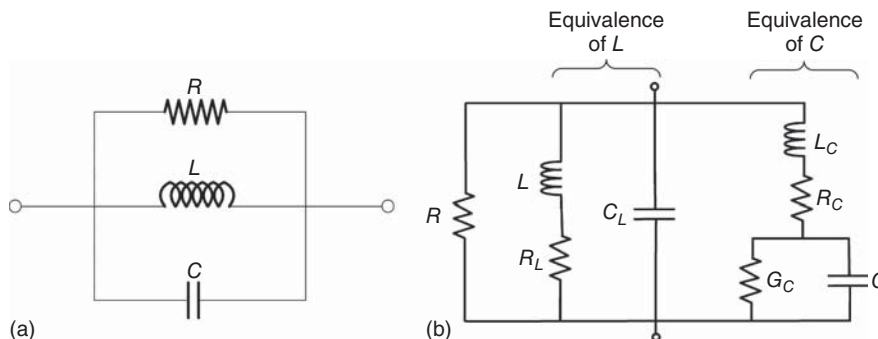 Equivalence
of L
Equivalence
of C
R
L
C
(a)
R
L
R_L
C_L
L_C
R_C
G_C
C
(b)